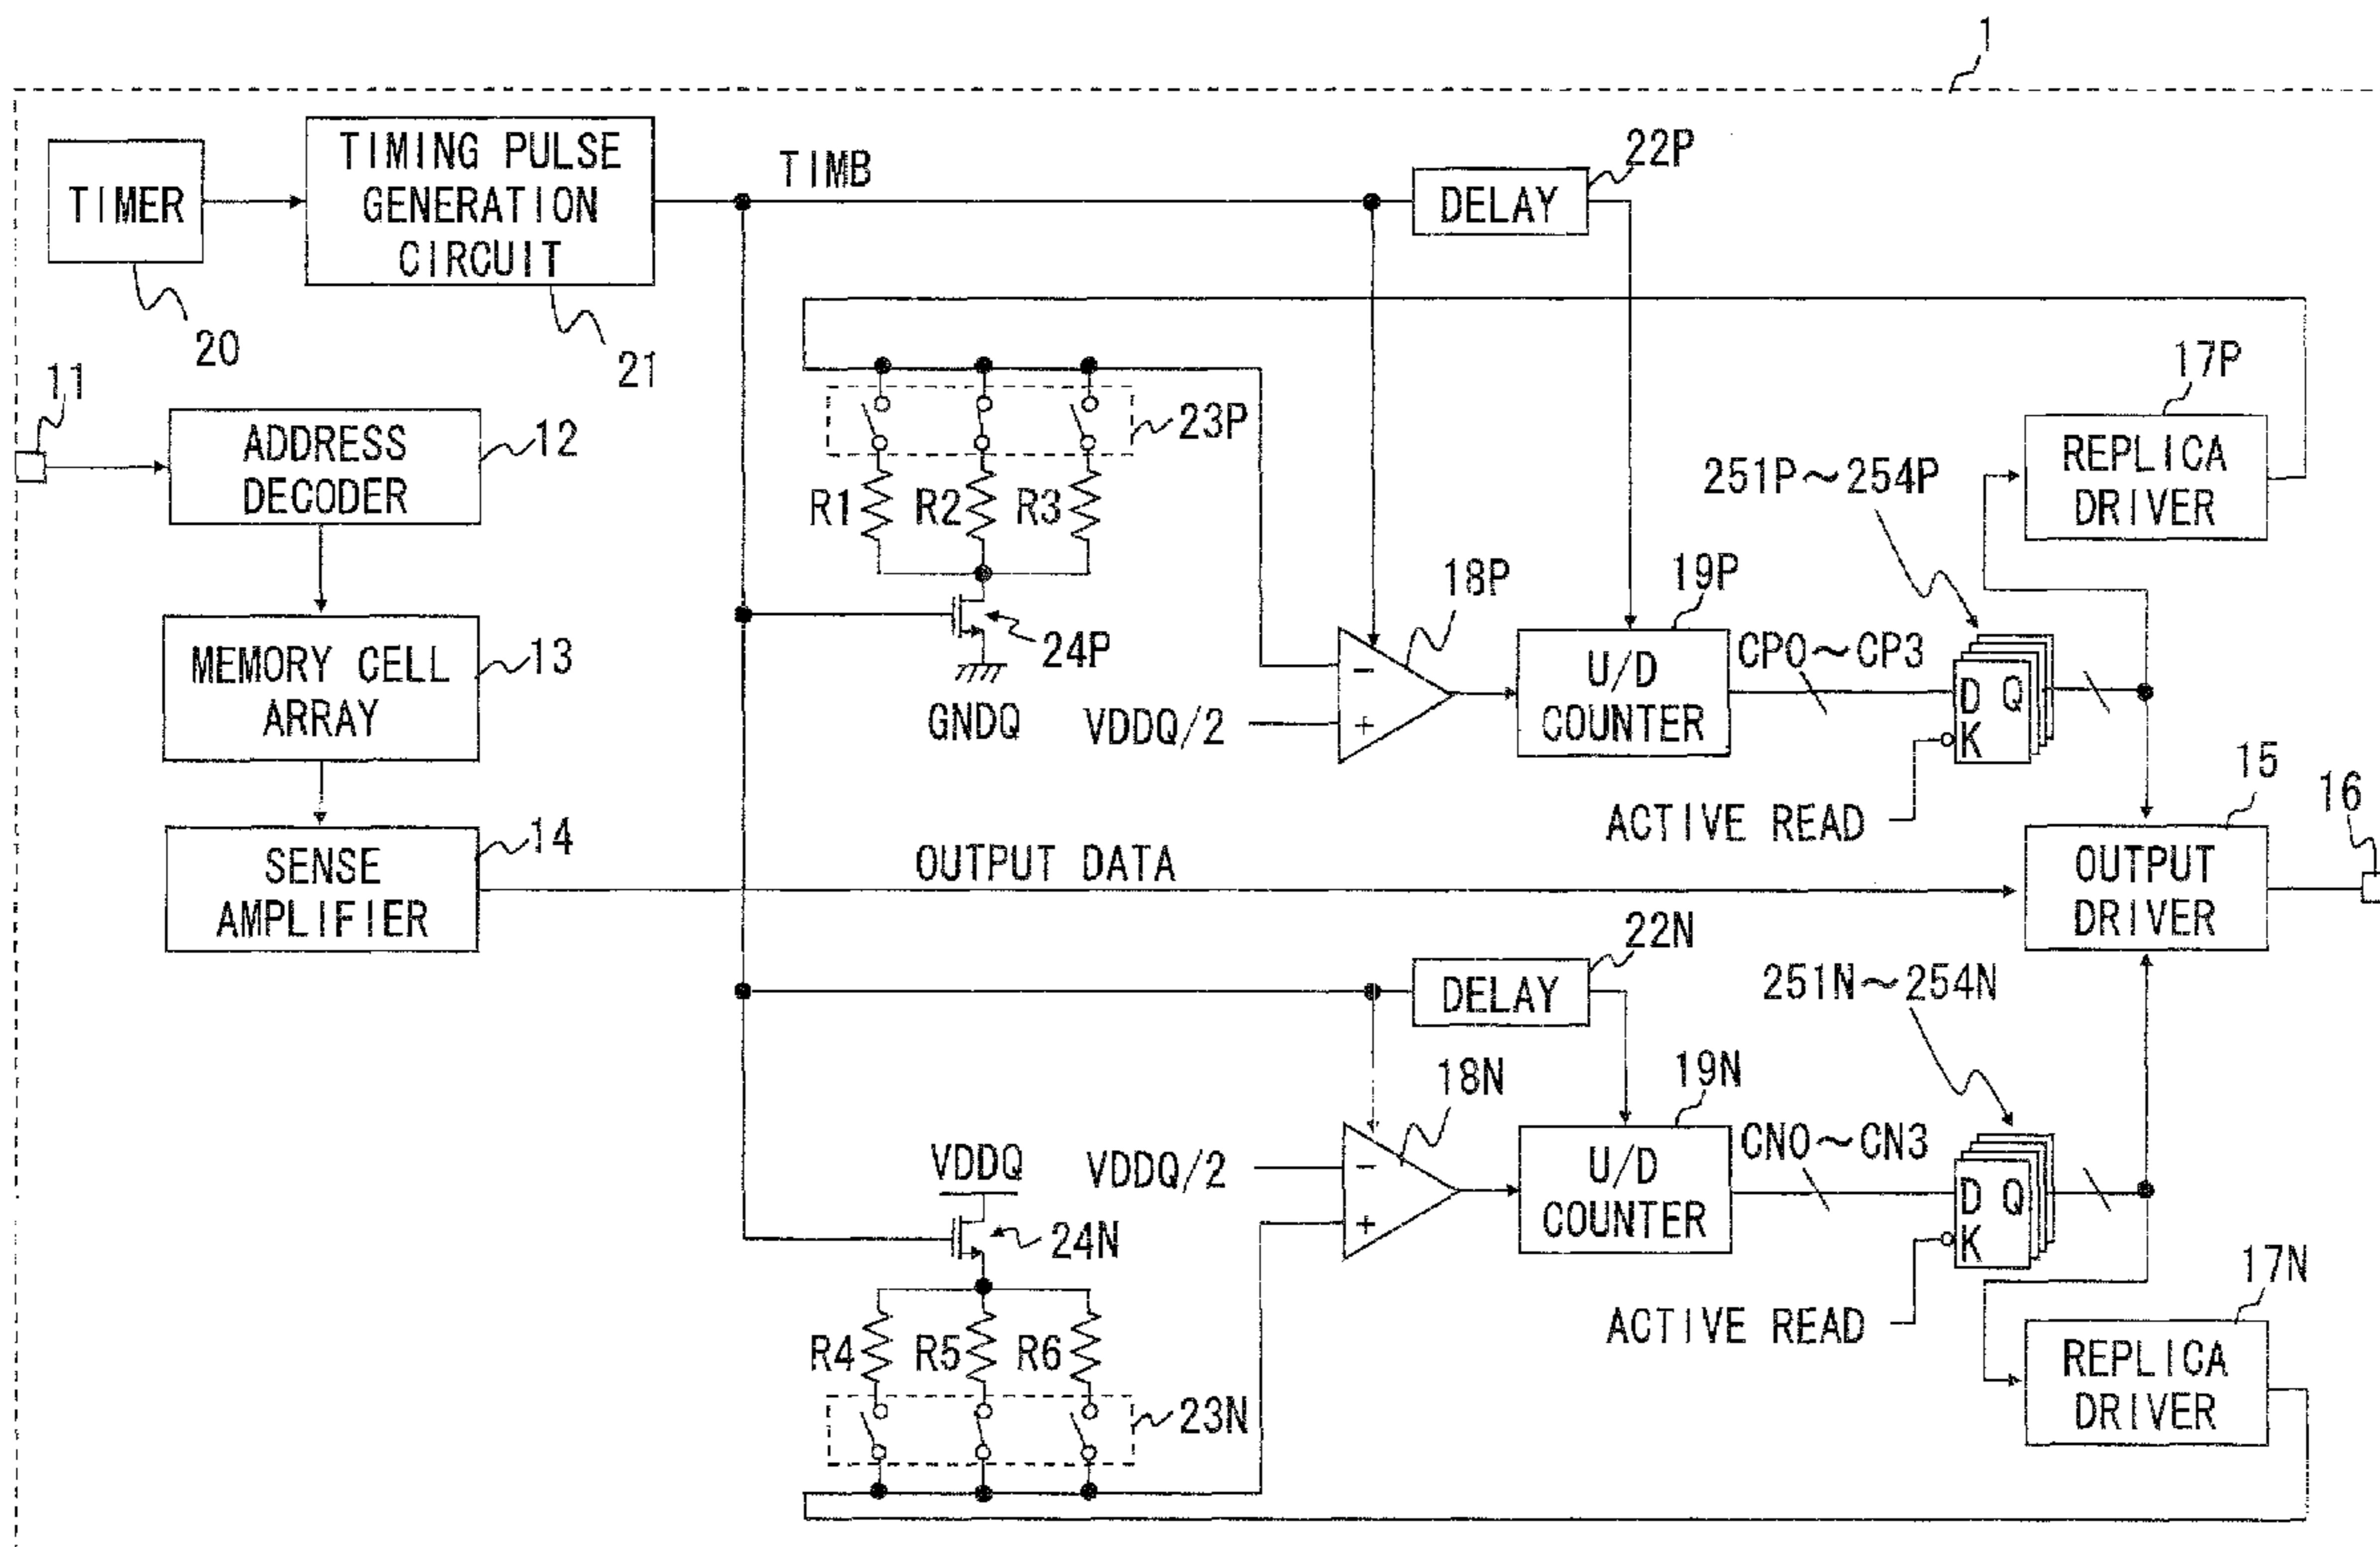 1
TIMER
20
TIMING PULSE
GENERATION
CIRCUIT
21
TIMB
DELAY
22P
11
ADDRESS
DECODER
12
MEMORY CELL
ARRAY
13
SENSE
AMPLIFIER
14
23P
R1
R2
R3
24P
GNDQ
VDDQ/2
-
+
18P
U/D
COUNTER
19P
CP0~CP3
251P~254P
D Q
K
ACTIVE READ
REPLICA
DRIVER
17P
OUTPUT DATA
OUTPUT
DRIVER
15
16
DELAY
22N
VDDQ
24N
R4
R5
R6
23N
VDDQ/2
-
+
18N
U/D
COUNTER
19N
CN0~CN3
251N~254N
D Q
K
ACTIVE READ
REPLICA
DRIVER
17N